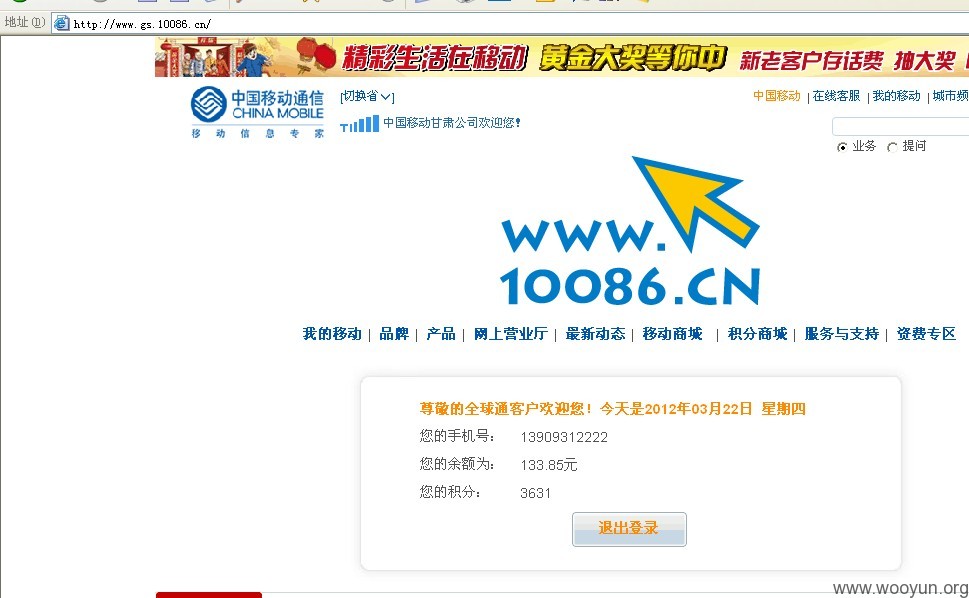 地址(D) http://www.gs.10086.cn/
精彩生活在移动 黄金大奖等你中 新老客户存话费 抽大奖
中国移动通信 [切换省] 中国移动 | 在线客服 | 我的移动 | 城市频
CHINA MOBILE
移动信息专家 中国移动甘肃公司欢迎您!
业务 提问
www.
10086.CN
我的移动 | 品牌 | 产品 | 网上营业厅 | 最新动态 | 移动商城 | 积分商城 | 服务与支持 | 资费专区
尊敬的全球通客户欢迎您! 今天是2012年03月22日 星期四
您的手机号: 13909312222
您的余额为: 133.85元
您的积分: 3631
退出登录
www.wooyun.org